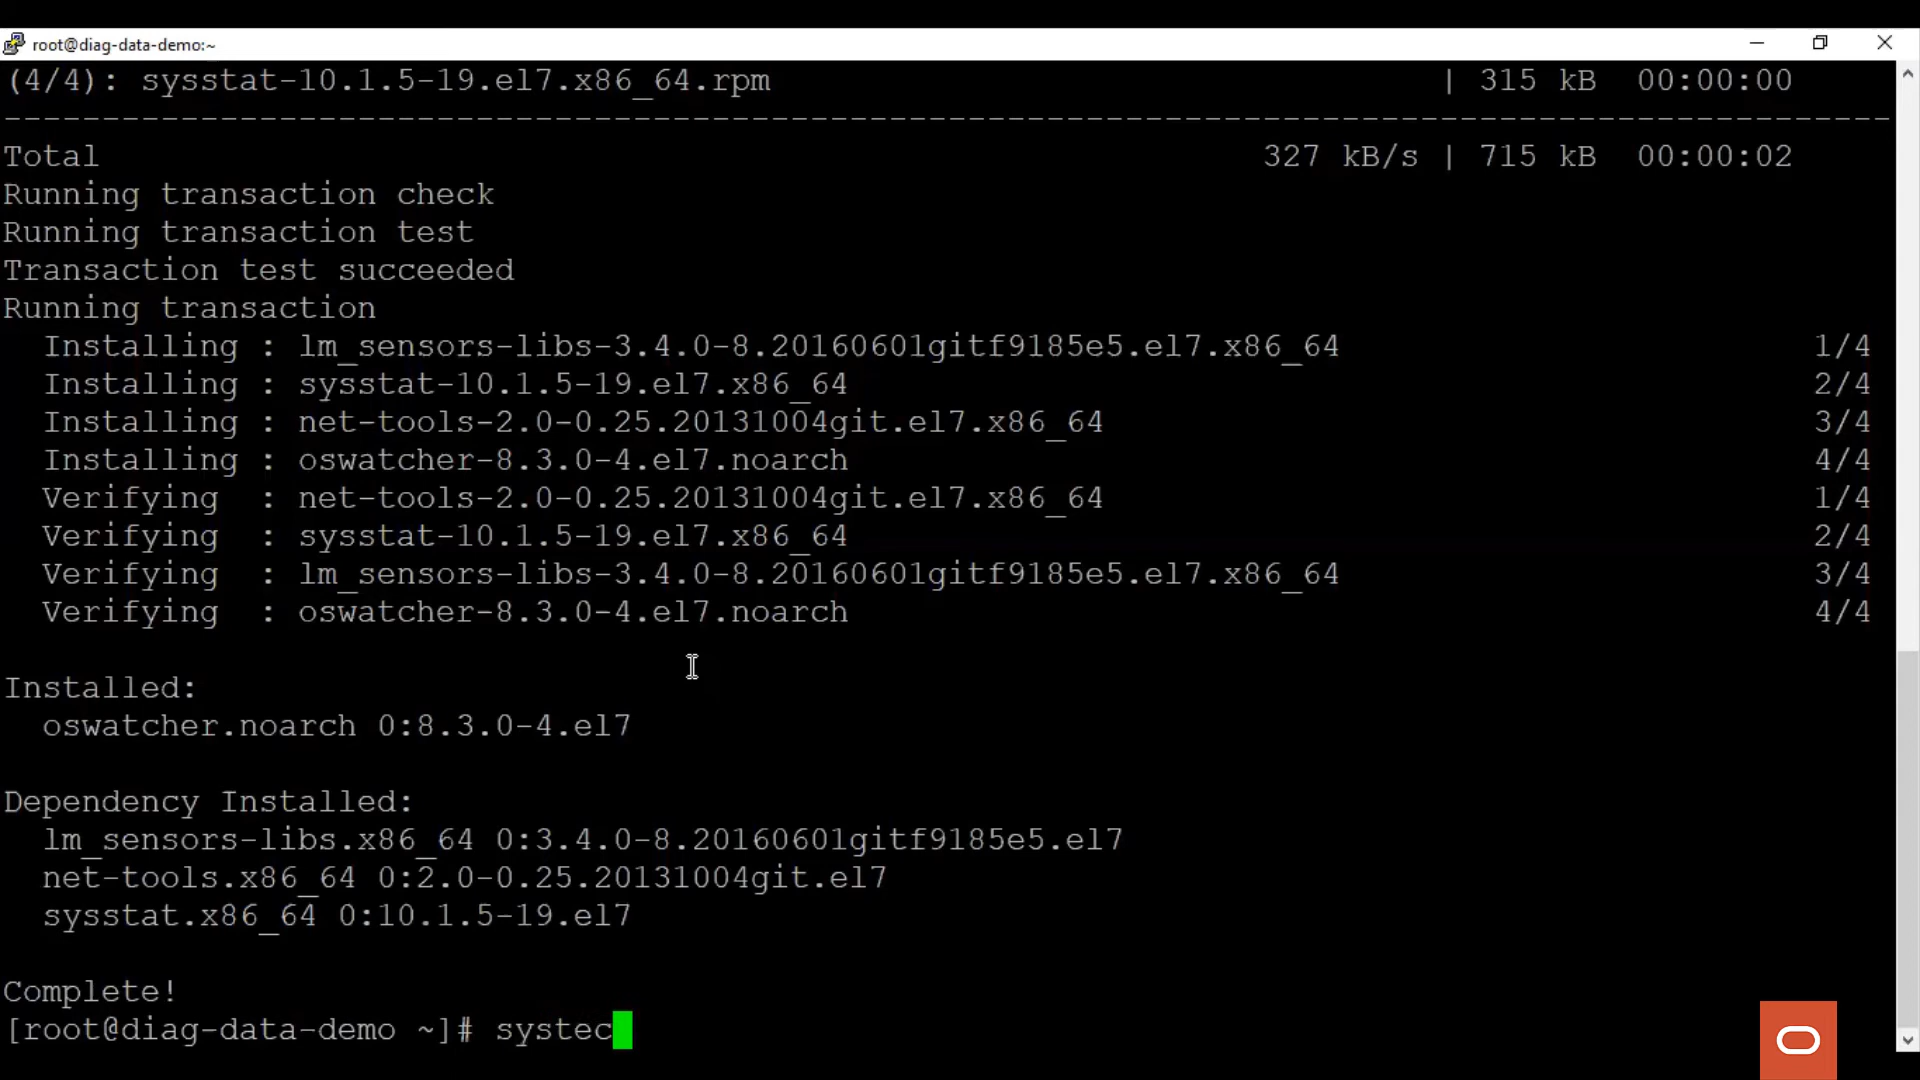 root@diag-data-demo:~
(4/4): sysstat-10.1.5-19.el7.x86_64.rpm | 315 kB 00:00:00
--------------------------------------------------------------------------------
Total 327 kB/s | 715 kB 00:00:02
Running transaction check
Running transaction test
Transaction test succeeded
Running transaction
Installing : lm_sensors-libs-3.4.0-8.20160601gitf9185e5.el7.x86_64 1/4
Installing : sysstat-10.1.5-19.el7.x86_64 2/4
Installing : net-tools-2.0-0.25.20131004git.el7.x86_64 3/4
Installing : oswatcher-8.3.0-4.el7.noarch 4/4
Verifying : net-tools-2.0-0.25.20131004git.el7.x86_64 1/4
Verifying : sysstat-10.1.5-19.el7.x86_64 2/4
Verifying : lm_sensors-libs-3.4.0-8.20160601gitf9185e5.el7.x86_64 3/4
Verifying : oswatcher-8.3.0-4.el7.noarch 4/4
Installed:
oswatcher.noarch 0:8.3.0-4.el7
Dependency Installed:
lm_sensors-libs.x86_64 0:3.4.0-8.20160601gitf9185e5.el7
net-tools.x86_64 0:2.0-0.25.20131004git.el7
sysstat.x86_64 0:10.1.5-19.el7
Complete!
[root@diag-data-demo ~]# systec